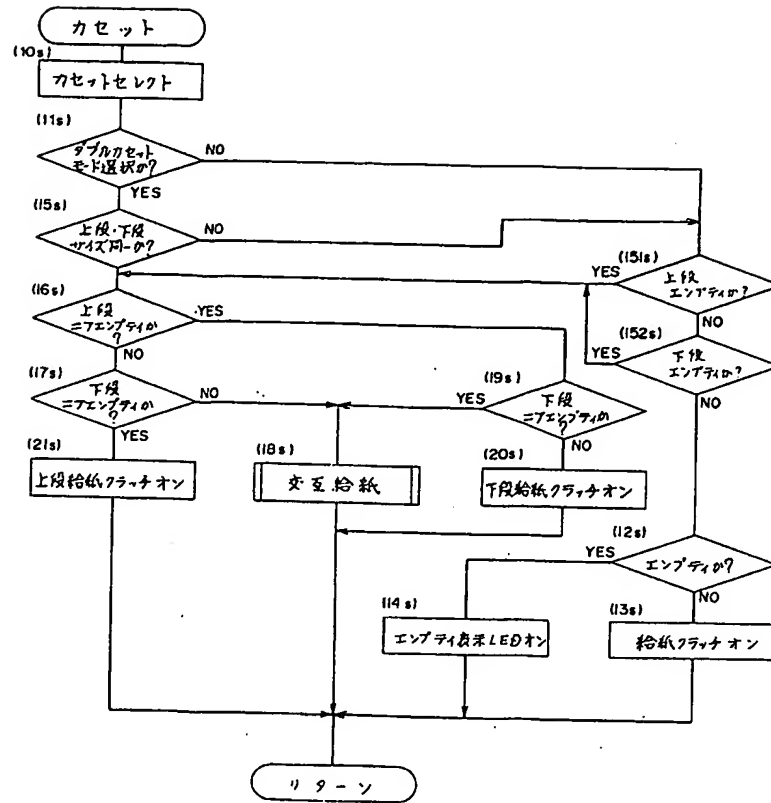 カセット
(10s)
カセットセレクト
(11s)
ダブルカセット
モード選択か?
NO
YES
(15s)
上段・下段
サイズ同一か?
NO
(151s)
YES
上段
エンプティか?
NO
(16s)
上段
ニアエンプティか
?
YES
NO
(152s)
YES
下段
エンプティか?
NO
(17s)
下段
ニアエンプティか
?
NO
YES
(19s)
YES
下段
ニアエンプティか
?
NO
(21s)
上段給紙クラッチオン
(18s)
交互給紙
(20s)
下段給紙クラッチオン
(12s)
YES
エンプティか?
NO
(14s)
エンプティ表示LEDオン
(13s)
給紙クラッチオン
リターン